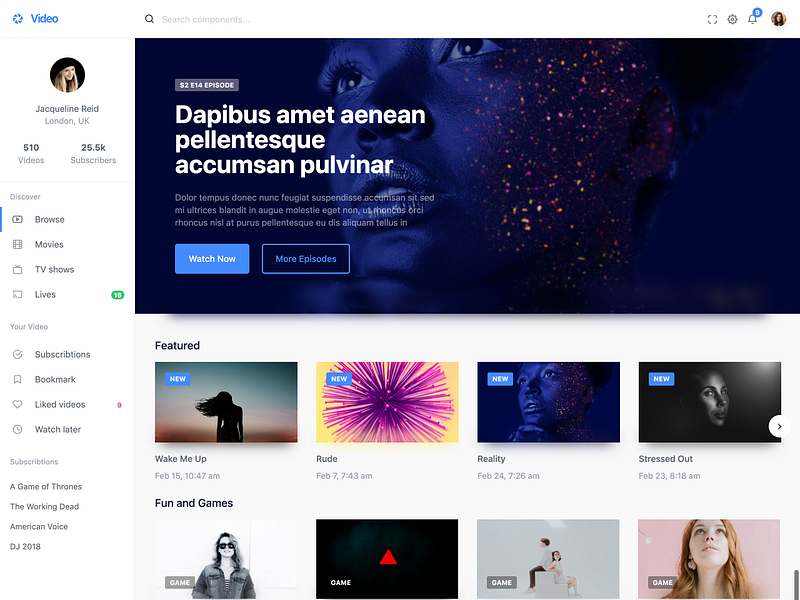 Video
Search components...
9
Jacqueline Reid
London, UK
510
Videos
25.5k
Subscribers
Discover
Browse
Movies
TV shows
Lives
16
Your Video
Subscribtions
Bookmark
Liked videos
9
Watch later
Subscribtions
A Game of Thrones
The Working Dead
American Voice
DJ 2018
S2 E14 EPISODE
Dapibus amet aenean
pellentesque
accumsan pulvinar
Dolor tempus donec nunc feugiat suspendisse accumsan sit sed
mi ultrices blandit in augue molestie eget non, ut rhoncus orci
rhoncus nisl at purus pellentesque eu dis aliquam tellus in
Watch Now
More Episodes
Featured
NEW
NEW
NEW
NEW
Wake Me Up
Rude
Reality
Stressed Out
Feb 15, 10:47 am
Feb 7, 7:43 am
Feb 24, 7:26 am
Feb 23, 8:18 am
Fun and Games
GAME
GAME
GAME
GAME